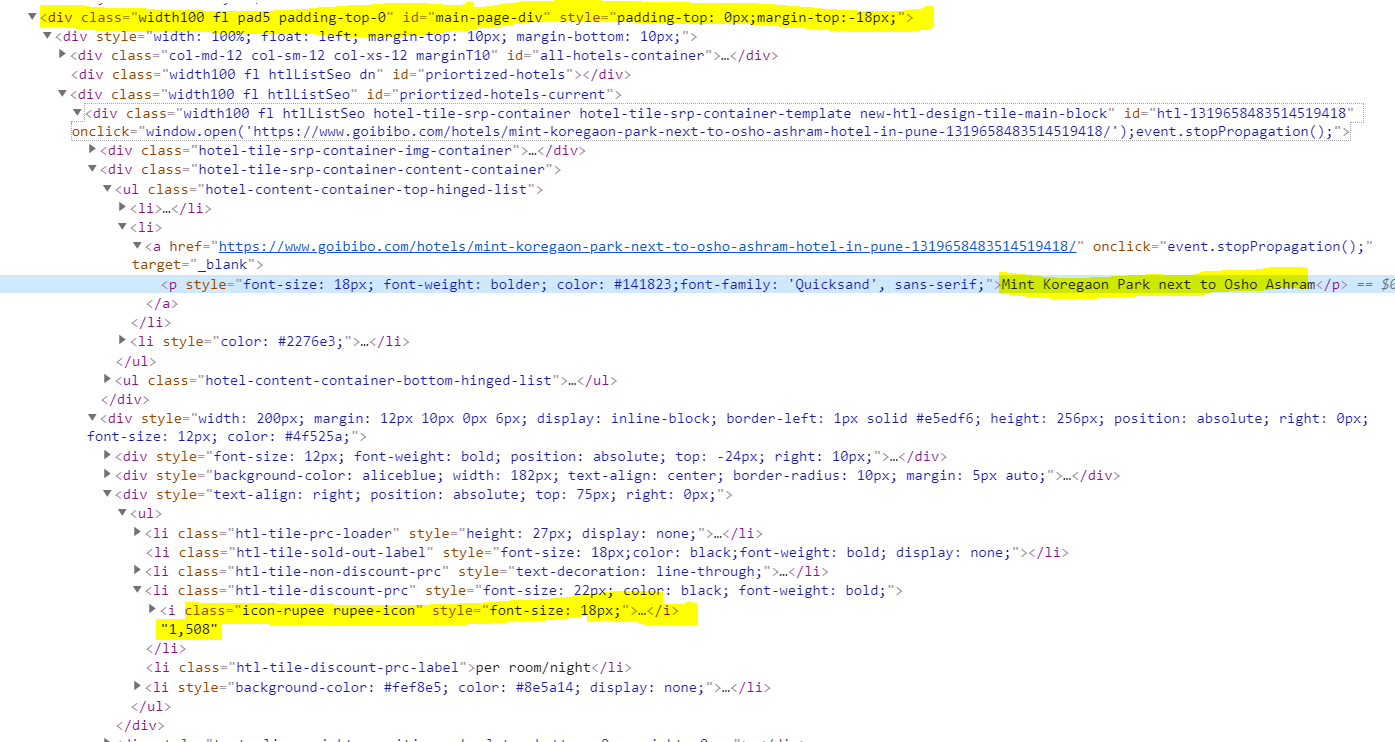 <div class="width100 fl pad5 padding-top-0" id="main-page-div" style="padding-top: 0px;margin-top:-18px;">
<div style="width: 100%; float: left; margin-top: 10px; margin-bottom: 10px;">
<div class="col-md-12 col-sm-12 col-xs-12 marginT10" id="all-hotels-container">…</div>
<div class="width100 fl htlListSeo dn" id="priortized-hotels"></div>
<div class="width100 fl htlListSeo" id="priortized-hotels-current">
<div class="width100 fl htlListSeo hotel-tile-srp-container hotel-tile-srp-container-template new-htl-design-tile-main-block" id="htl-1319658483514519418"
onclick="window.open('https://www.goibibo.com/hotels/mint-koregaon-park-next-to-osho-ashram-hotel-in-pune-1319658483514519418/');event.stopPropagation();">
<div class="hotel-tile-srp-container-img-container">…</div>
<div class="hotel-tile-srp-container-content-container">
<ul class="hotel-content-container-top-hinged-list">
<li>…</li>
<li>
<a href="https://www.goibibo.com/hotels/mint-koregaon-park-next-to-osho-ashram-hotel-in-pune-1319658483514519418/" onclick="event.stopPropagation();"
target="_blank">
<p style="font-size: 18px; font-weight: bolder; color: #141823;font-family: 'Quicksand', sans-serif;">Mint Koregaon Park next to Osho Ashram</p> == $0
</a>
</li>
<li style="color: #2276e3;">…</li>
</ul>
<ul class="hotel-content-container-bottom-hinged-list">…</ul>
</div>
<div style="width: 200px; margin: 12px 10px 0px 6px; display: inline-block; border-left: 1px solid #e5edf6; height: 256px; position: absolute; right: 0px;
font-size: 12px; color: #4f525a;">
<div style="font-size: 12px; font-weight: bold; position: absolute; top: -24px; right: 10px;">…</div>
<div style="background-color: aliceblue; width: 182px; text-align: center; border-radius: 10px; margin: 5px auto;">…</div>
<div style="text-align: right; position: absolute; top: 75px; right: 0px;">
<ul>
<li class="htl-tile-prc-loader" style="height: 27px; display: none;">…</li>
<li class="htl-tile-sold-out-label" style="font-size: 18px;color: black;font-weight: bold; display: none;"></li>
<li class="htl-tile-non-discount-prc" style="text-decoration: line-through;">…</li>
<li class="htl-tile-discount-prc" style="font-size: 22px; color: black; font-weight: bold;">
<i class="icon-rupee rupee-icon" style="font-size: 18px;">…</i>
"1,508"
</li>
<li class="htl-tile-discount-prc-label">per room/night</li>
<li style="background-color: #fef8e5; color: #8e5a14; display: none;">…</li>
</ul>
</div>